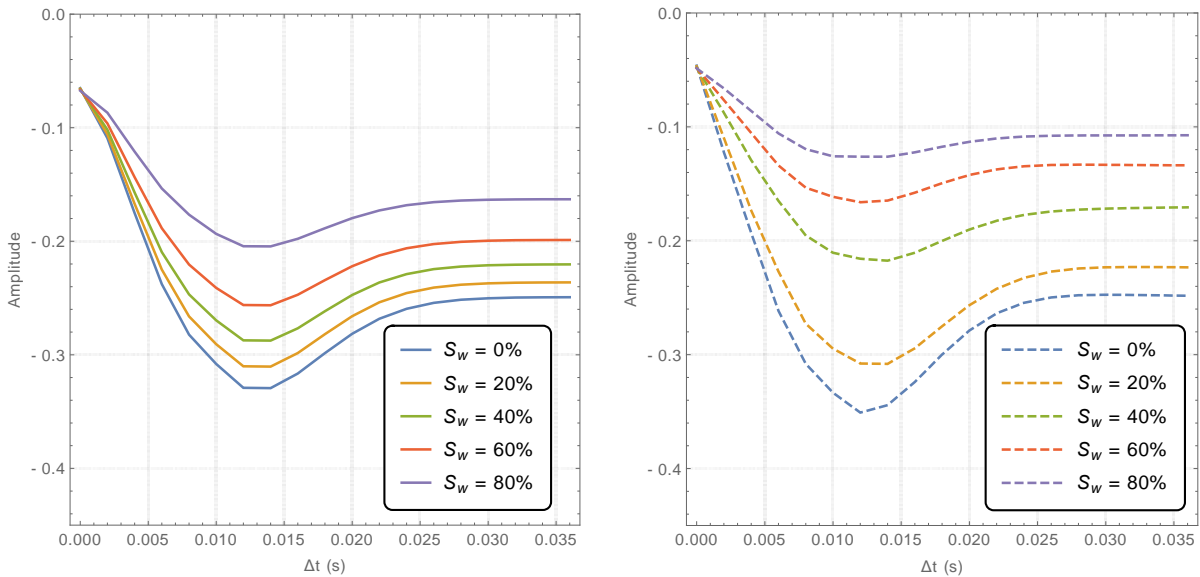 0.0
- 0.1
- 0.2
- 0.3
- 0.4
Amplitude
0.000 0.005 0.010 0.015 0.020 0.025 0.030 0.035
Δt (s)
S_w = 0%
S_w = 20%
S_w = 40%
S_w = 60%
S_w = 80%
0.0
- 0.1
- 0.2
- 0.3
- 0.4
Amplitude
0.000 0.005 0.010 0.015 0.020 0.025 0.030 0.035
Δt (s)
S_w = 0%
S_w = 20%
S_w = 40%
S_w = 60%
S_w = 80%